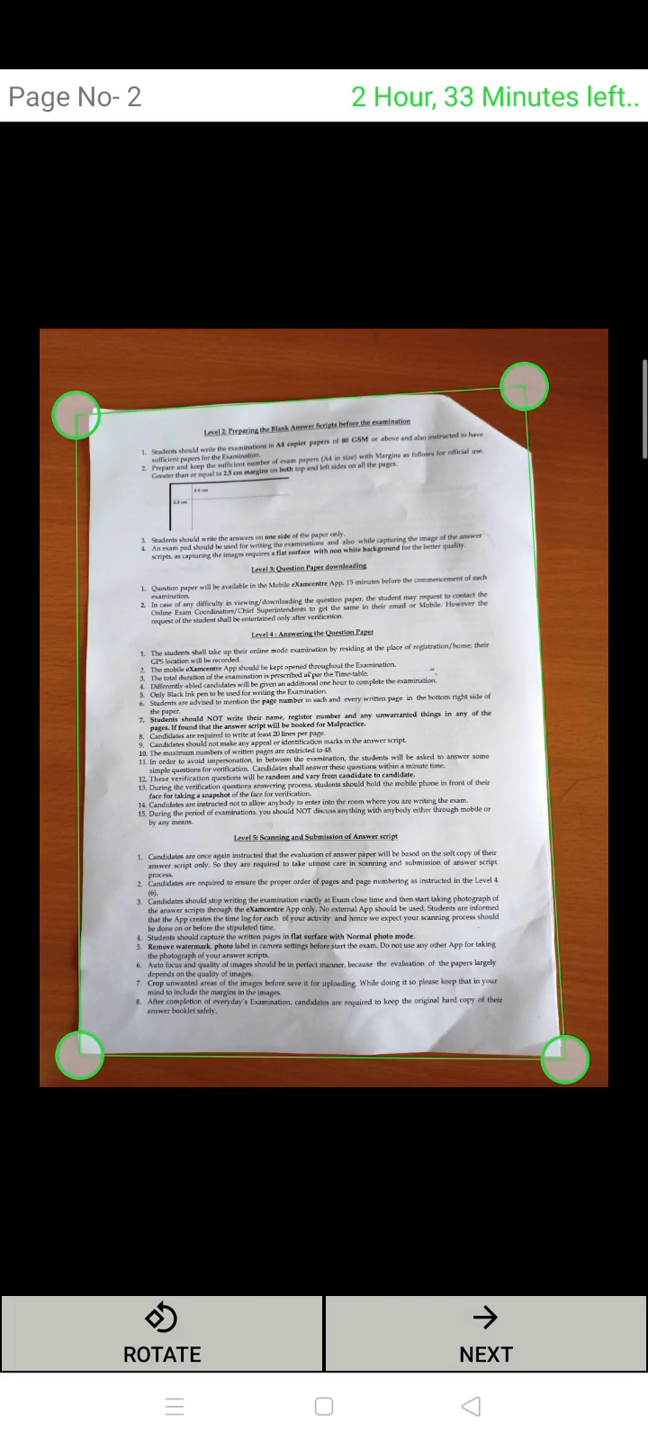 Page No- 2
2 Hour, 33 Minutes left..
Level 2: Preparing the Blank Answer Scripts before the examination
1. Students should write the examinations in A4 copier papers of 80 GSM or above and also instructed to have
sufficient papers for the Examination.
2. Prepare and keep the sufficient number of exam papers (A4 in size) with Margins as follows for official use.
Greater than or equal to 2.5 cm margins on both top and left sides on all the pages.
3. Students should write the answers on one side of the paper only.
4. An exam pad should be used for writing the examinations and also while capturing the image of the answer
scripts, as capturing the images requires a flat surface with non white background for the better quality.
Level 3: Question Paper downloading
1. Question paper will be available in the Mobile eXamcentre App, 15 minutes before the commencement of each
examination.
2. In case of any difficulty in viewing/downloading the question paper, the student may request to contact the
Online Exam Coordinators/Chief Superintendents to get the same in their email or Mobile. However the
request of the student shall be entertained only after verification.
Level 4 : Answering the Question Paper
1. The students shall take up their online mode examination by residing at the place of registration/home; their
GPS location will be recorded.
2. The mobile eXamcentre App should be kept opened throughout the Examination.
3. The total duration of the examination is prescribed as per the Time-table.
4. Differently-abled candidates will be given an additional one hour to complete the examination.
5. Only Black Ink pen to be used for writing the Examination.
6. Students are advised to mention the page number in each and every written page in the bottom right side of
the paper.
7. Students should NOT write their name, register number and any unwarranted things in any of the
pages. If found that the answer script will be booked for Malpractice.
8. Candidates are required to write at least 20 lines per page.
9. Candidates should not make any appeal or identification marks in the answer script.
10. The maximum numbers of written pages are restricted to 48.
11. In order to avoid impersonation, in between the examination, the students will be asked to answer some
simple questions for verification. Candidates shall answer these questions within a minute time.
12. These verification questions will be random and vary from candidate to candidate.
13. During the verification questions answering process, students should hold the mobile phone in front of their
face for taking a snapshot of the face for verification.
14. Candidates are instructed not to allow anybody to enter into the room where you are writing the exam.
15. During the period of examinations, you should NOT discuss anything with anybody either through mobile or
by any means.
Level 5: Scanning and Submission of Answer script
1. Candidates are once again instructed that the evaluation of answer paper will be based on the soft copy of their
answer script only. So they are required to take utmost care in scanning and submission of answer script
process.
2. Candidates are required to ensure the proper order of pages and page numbering as instructed in the Level 4
(6).
3. Candidates should stop writing the examination exactly at Exam close time and then start taking photograph of
the answer scripts through the eXamcentre App only. No external App should be used. Students are informed
that the App creates the time log for each of your activity and hence we expect your scanning process should
be done on or before the stipulated time.
4. Students should capture the written pages in flat surface with Normal photo mode.
5. Remove watermark, photo label in camera settings before start the exam. Do not use any other App for taking
the photograph of your answer scripts.
6. Auto focus and quality of images should be in perfect manner, because the evaluation of the papers largely
depends on the quality of images.
7. Crop unwanted areas of the images before save it for uploading. While doing it so please keep that in your
mind to include the margins in the images.
8. After completion of everyday's Examination, candidates are required to keep the original hard copy of their
answer booklet safely.
ROTATE
NEXT